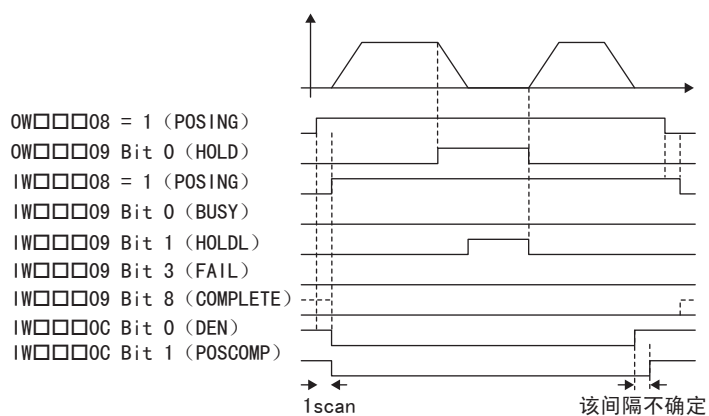 OW□□□08 = 1（POSING）
OW□□□09 Bit 0（HOLD）
IW□□□08 = 1（POSING）
IW□□□09 Bit 0（BUSY）
IW□□□09 Bit 1（HOLDL）
IW□□□09 Bit 3（FAIL）
IW□□□09 Bit 8（COMPLETE）
IW□□□0C Bit 0（DEN）
IW□□□0C Bit 1（POSCOMP）
1scan
该间隔不确定